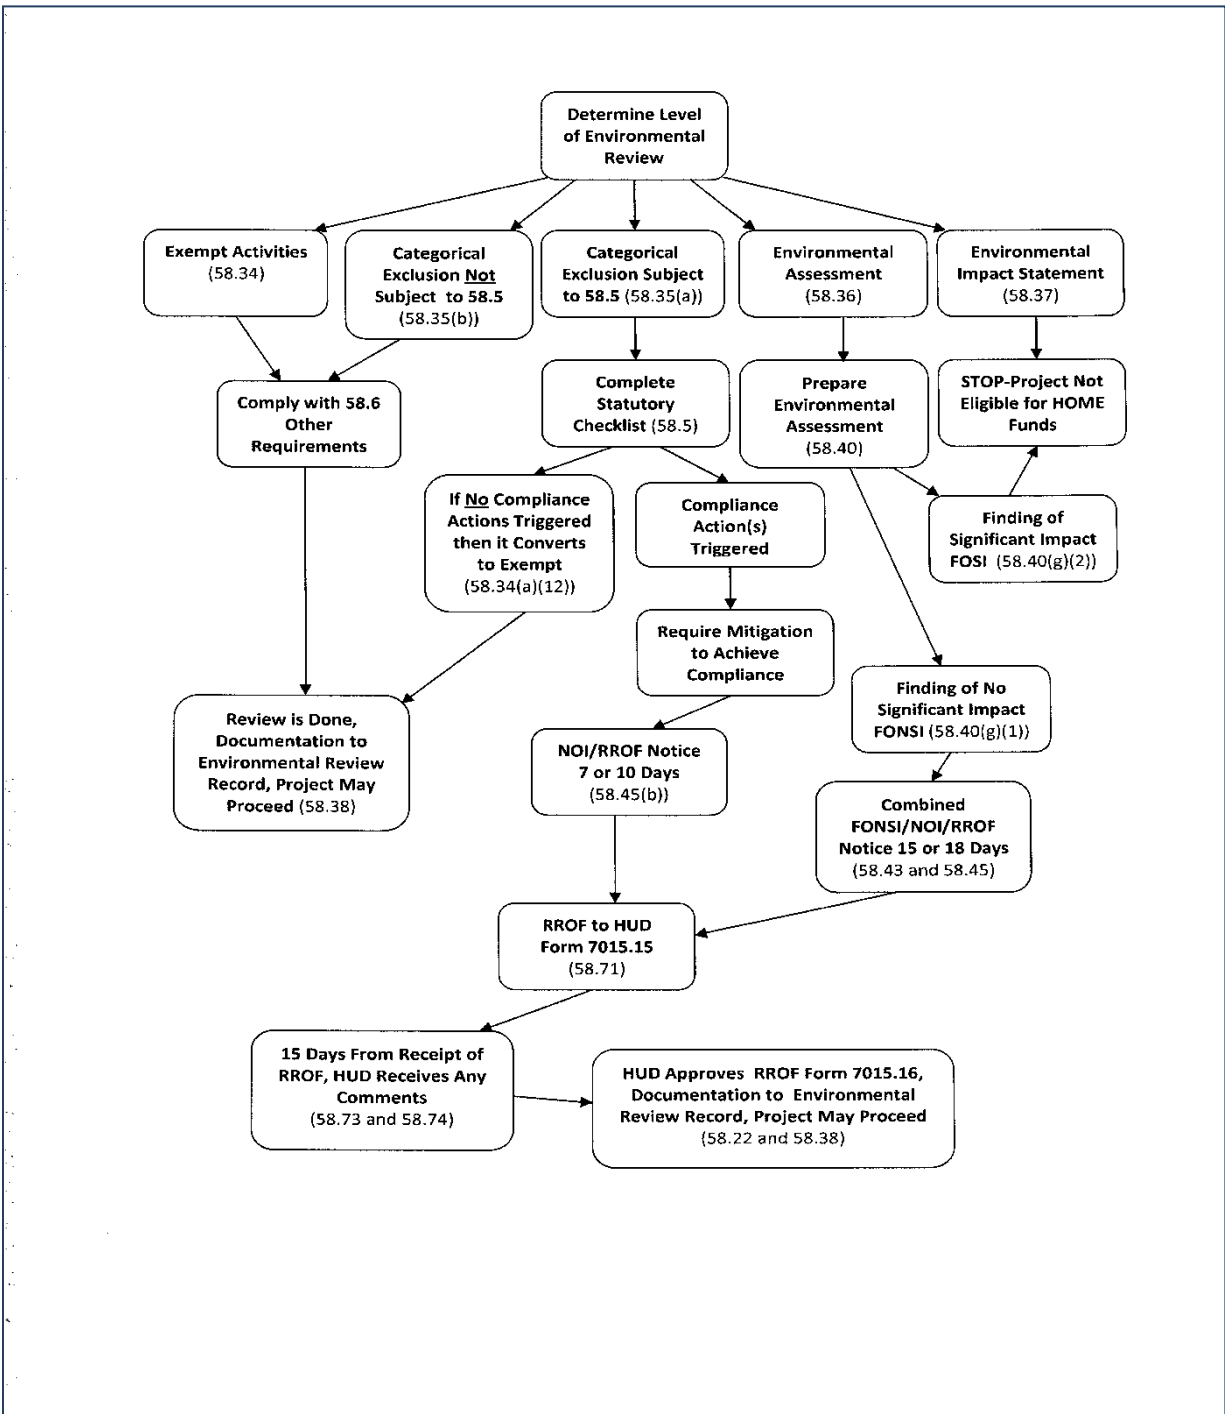 Determine Level
of Environmental
Review
Exempt Activities
(58.34)
Categorical
Exclusion Not
Subject to 58.5
(58.35(b))
Categorical
Exclusion Subject
to 58.5 (58.35(a))
Environmental
Assessment
(58.36)
Environmental
Impact Statement
(58.37)
Comply with 58.6
Other
Requirements
Complete
Statutory
Checklist (58.5)
Prepare
Environmental
Assessment
(58.40)
STOP-Project Not
Eligible for HOME
Funds
If No Compliance
Actions Triggered
then it Converts
to Exempt
(58.34(a)(12))
Compliance
Action(s)
Triggered
Finding of
Significant Impact
FOSI (58.40(g)(2))
Require Mitigation
to Achieve
Compliance
Finding of No
Significant Impact
FONSI (58.40(g)(1))
Review is Done,
Documentation to
Environmental Review
Record, Project May
Proceed (58.38)
NOI/RROF Notice
7 or 10 Days
(58.45(b))
Combined
FONSI/NOI/RROF
Notice 15 or 18 Days
(58.43 and 58.45)
RROF to HUD
Form 7015.15
(58.71)
15 Days From Receipt of
RROF, HUD Receives Any
Comments
(58.73 and 58.74)
HUD Approves RROF Form 7015.16,
Documentation to Environmental
Review Record, Project May Proceed
(58.22 and 58.38)